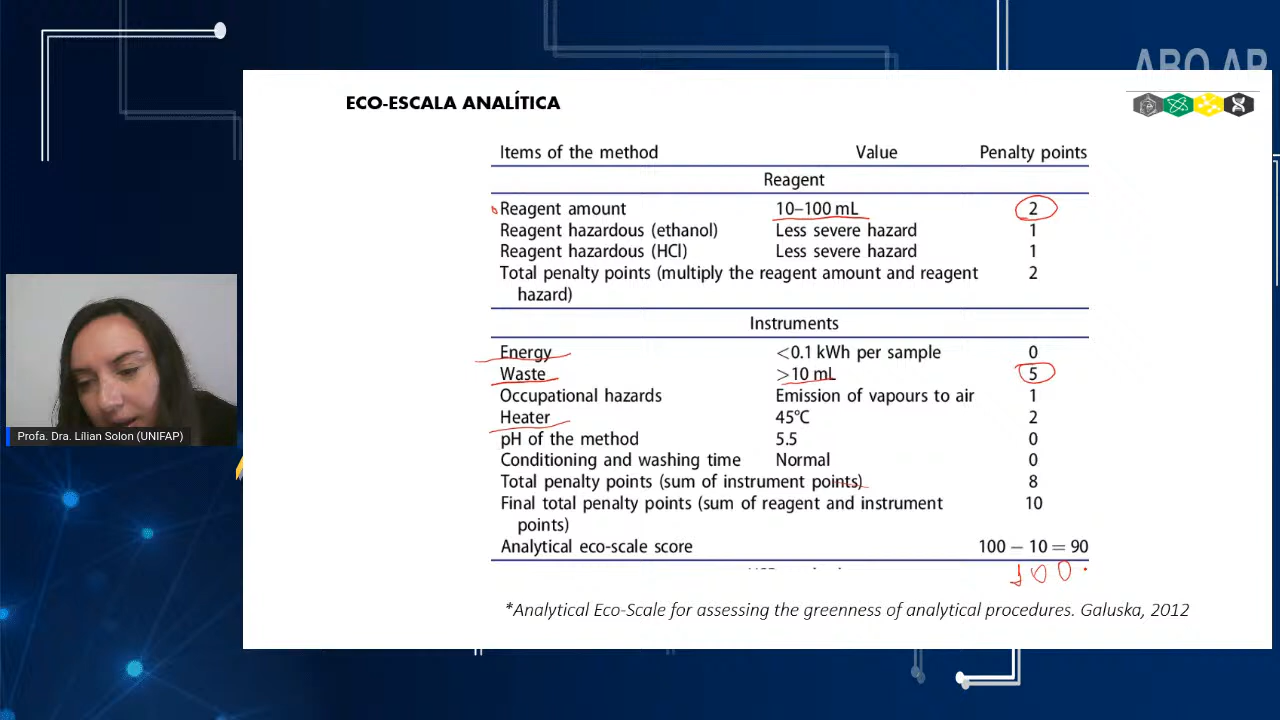 ABQ AP
ECO-ESCALA ANALÍTICA
Items of the method Value Penalty points
Reagent
Reagent amount 10–100 mL 2
Reagent hazardous (ethanol) Less severe hazard 1
Reagent hazardous (HCl) Less severe hazard 1
Total penalty points (multiply the reagent amount and reagent 2
hazard)
Instruments
Energy <0.1 kWh per sample 0
Waste >10 mL 5
Occupational hazards Emission of vapours to air 1
Heater 45°C 2
pH of the method 5.5 0
Conditioning and washing time Normal 0
Total penalty points (sum of instrument points) 8
Final total penalty points (sum of reagent and instrument 10
points)
Analytical eco-scale score 100 − 10 = 90
100
*Analytical Eco-Scale for assessing the greenness of analytical procedures. Galuska, 2012
Profa. Dra. Lílian Solon (UNIFAP)